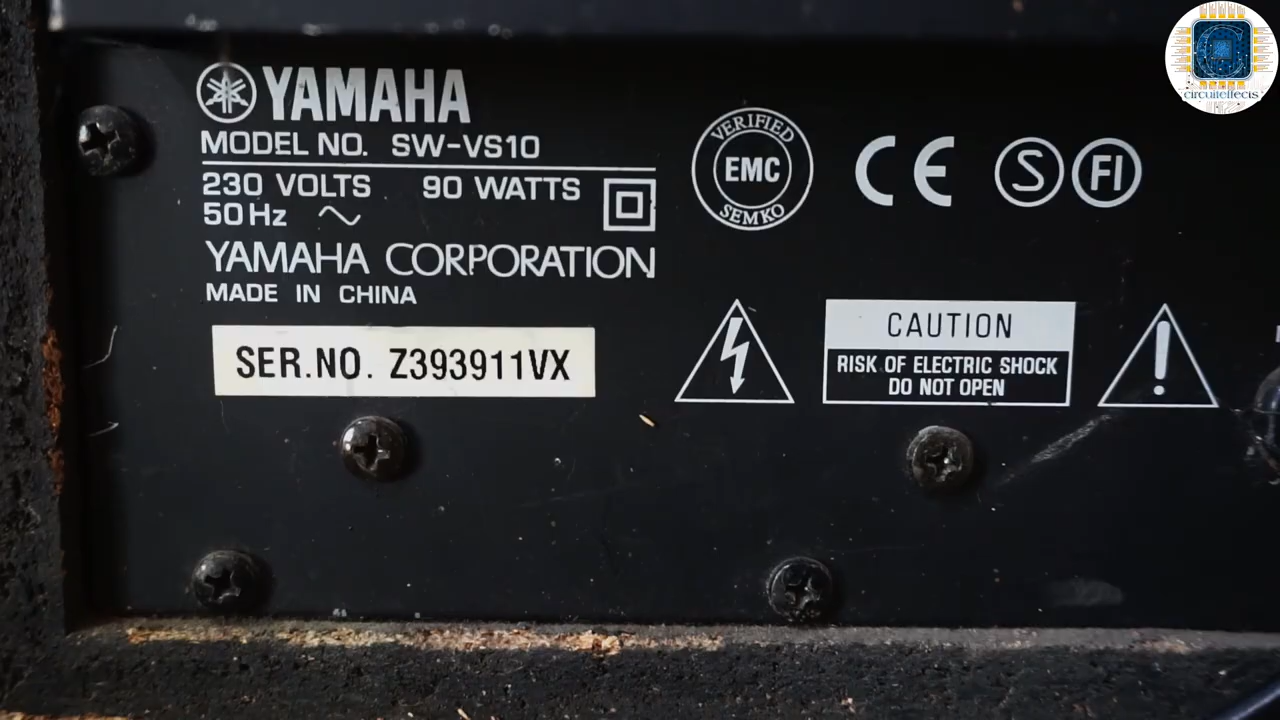 YAMAHA
MODEL NO. SW-VS10
230 VOLTS 90 WATTS
50Hz
YAMAHA CORPORATION
MADE IN CHINA
SER.NO. Z393911VX
VERIFIED
EMC
SEMKO
CE
S
FI
CAUTION
RISK OF ELECTRIC SHOCK
DO NOT OPEN
circuiteffects